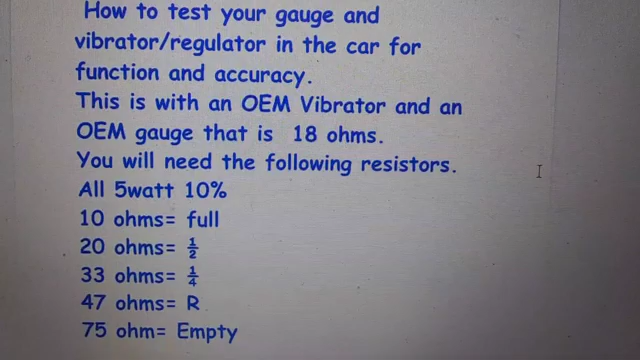 How to test your gauge and
vibrator/regulator in the car for
function and accuracy.
This is with an OEM Vibrator and an
OEM gauge that is 18 ohms.
You will need the following resistors.
All 5watt 10%
10 ohms= full
20 ohms= ½
33 ohms= ¼
47 ohms= R
75 ohm= Empty